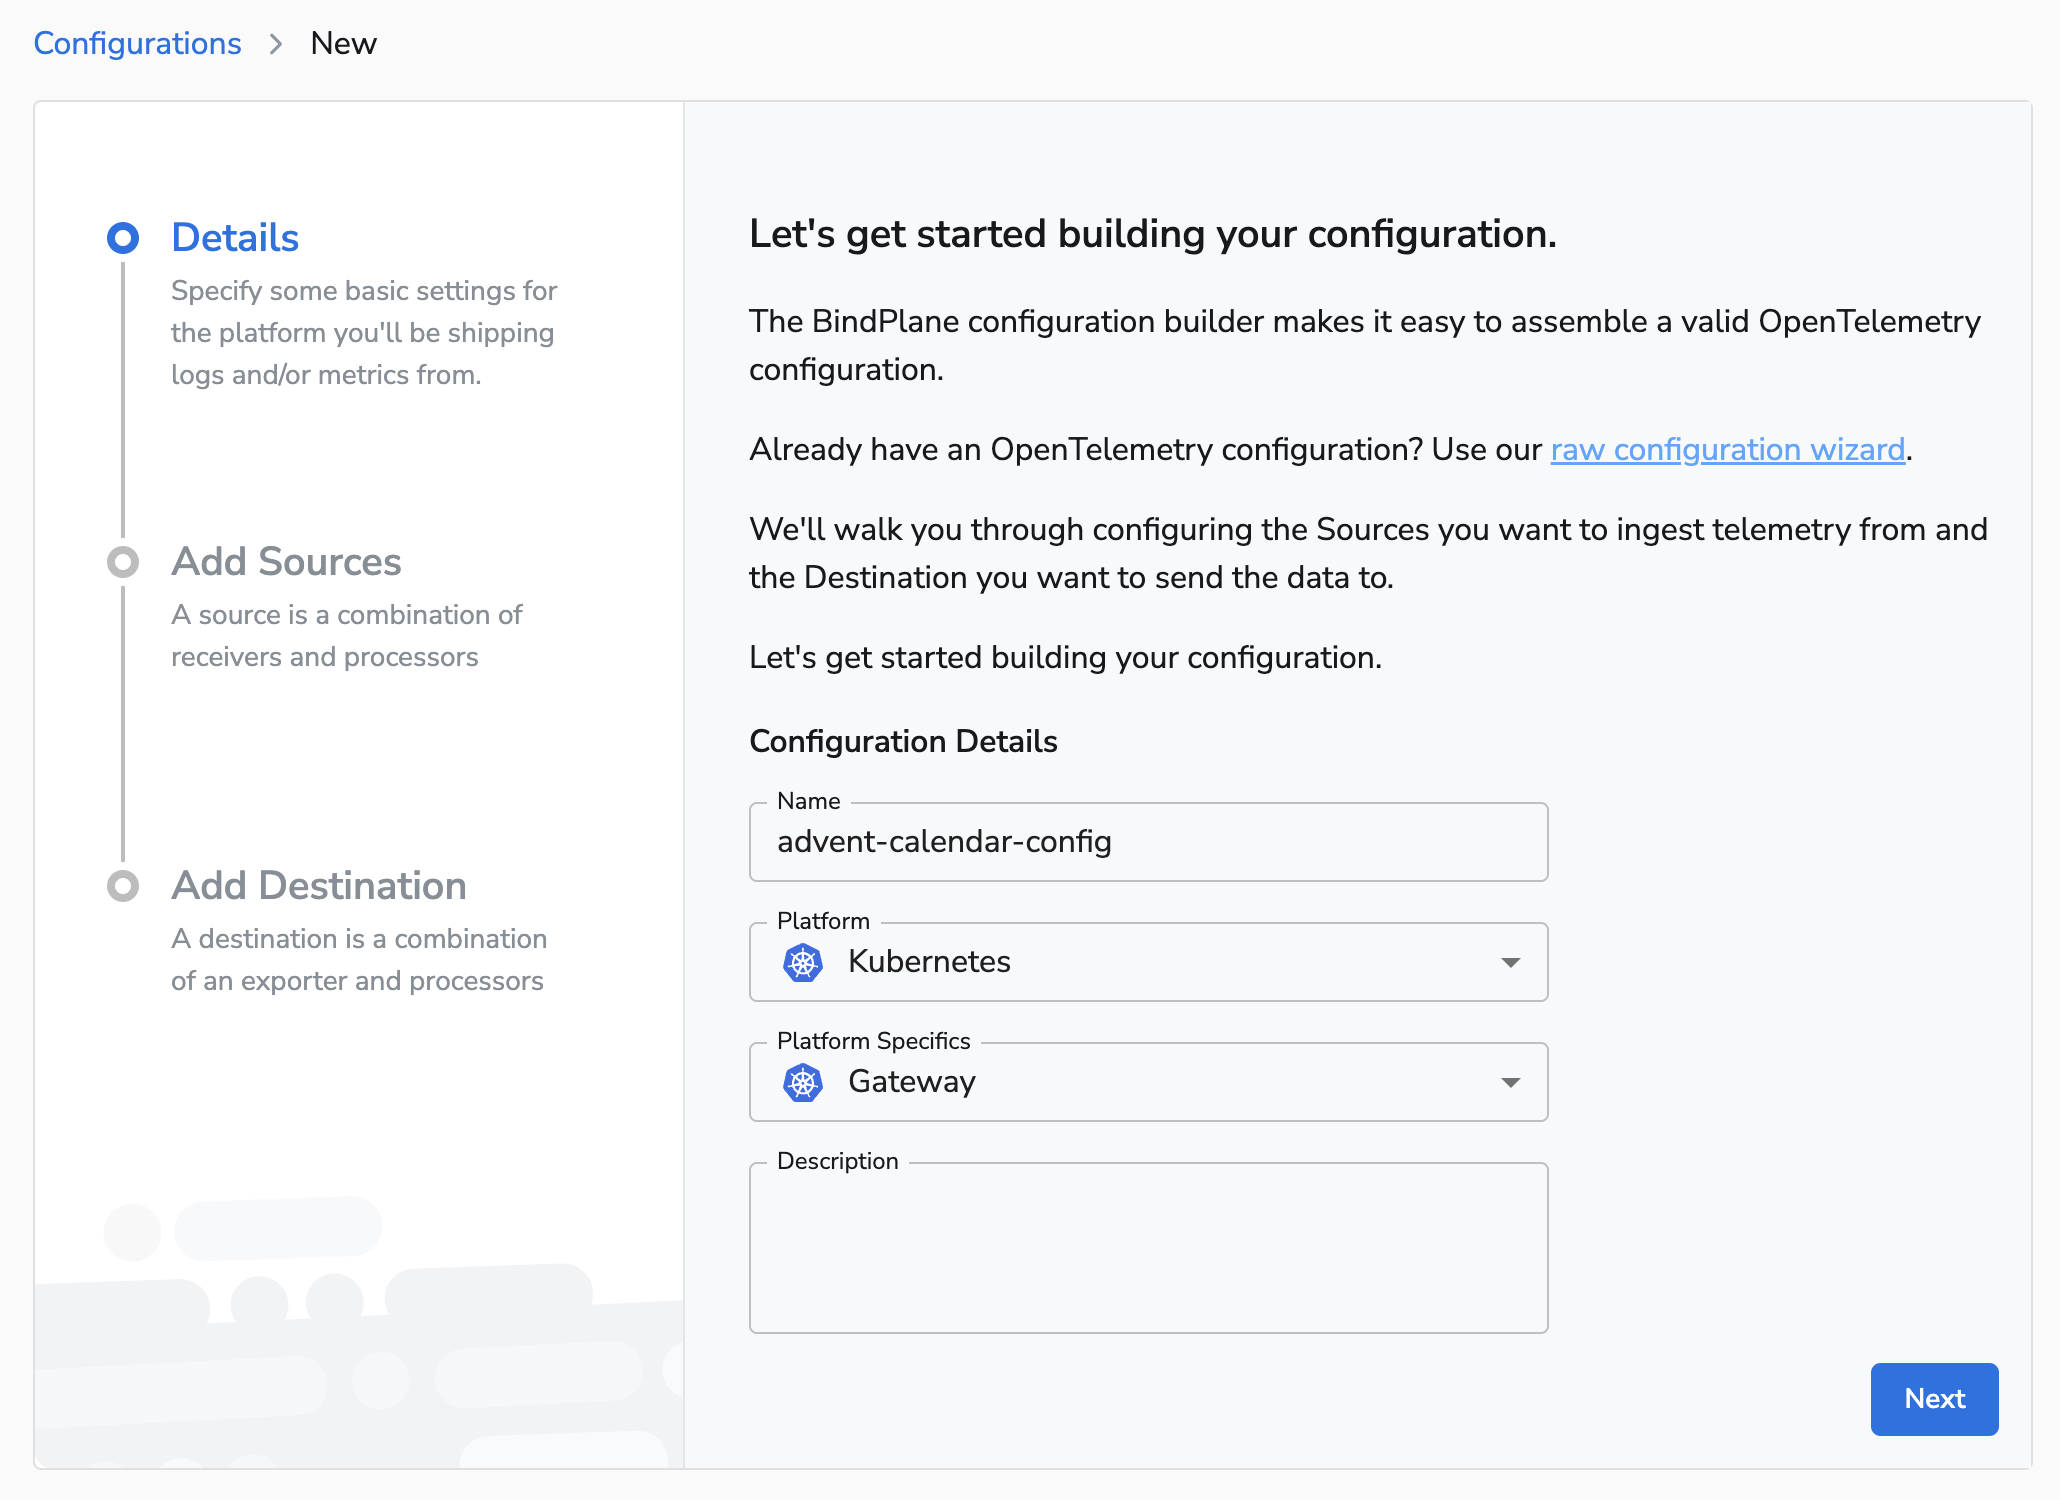 Configurations > New
Details
Specify some basic settings for
the platform you'll be shipping
logs and/or metrics from.
Add Sources
A source is a combination of
receivers and processors
Add Destination
A destination is a combination
of an exporter and processors
Let's get started building your configuration.
The BindPlane configuration builder makes it easy to assemble a valid OpenTelemetry
configuration.
Already have an OpenTelemetry configuration? Use our raw configuration wizard.
We'll walk you through configuring the Sources you want to ingest telemetry from and
the Destination you want to send the data to.
Let's get started building your configuration.
Configuration Details
Name
advent-calendar-config
Platform
Kubernetes
Platform Specifics
Gateway
Description
Next